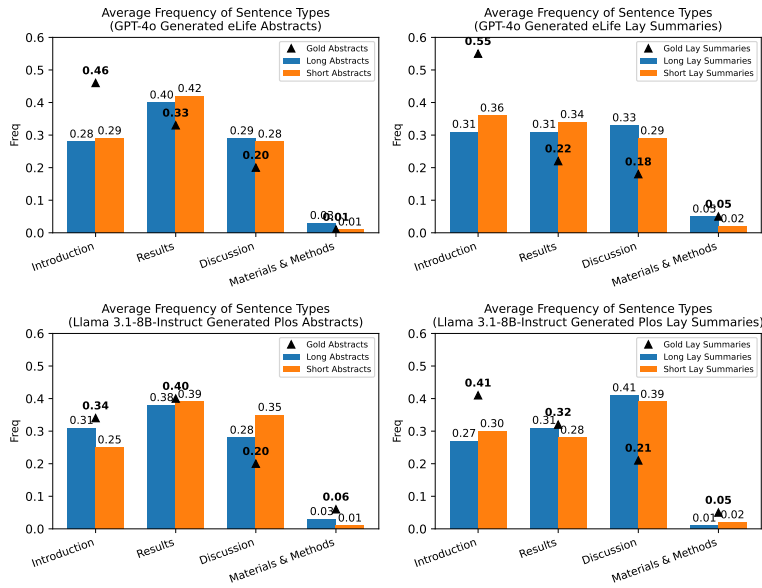 Average Frequency of Sentence Types
(GPT-4o Generated eLife Abstracts)
0.6
0.5
0.4
0.3
0.2
0.1
0.0
Freq
Gold Abstracts
Long Abstracts
Short Abstracts
0.46
0.28
0.29
0.40
0.42
0.33
0.29
0.28
0.20
0.03
0.01
0.01
Introduction
Results
Discussion
Materials & Methods
Average Frequency of Sentence Types
(GPT-4o Generated eLife Lay Summaries)
0.6
0.5
0.4
0.3
0.2
0.1
0.0
Freq
Gold Lay Summaries
Long Lay Summaries
Short Lay Summaries
0.55
0.31
0.36
0.31
0.34
0.22
0.33
0.29
0.18
0.05
0.05
0.02
Introduction
Results
Discussion
Materials & Methods
Average Frequency of Sentence Types
(Llama 3.1-8B-Instruct Generated Plos Abstracts)
0.6
0.5
0.4
0.3
0.2
0.1
0.0
Freq
Gold Abstracts
Long Abstracts
Short Abstracts
0.34
0.31
0.25
0.40
0.38
0.39
0.28
0.35
0.20
0.06
0.03
0.01
Introduction
Results
Discussion
Materials & Methods
Average Frequency of Sentence Types
(Llama 3.1-8B-Instruct Generated Plos Lay Summaries)
0.6
0.5
0.4
0.3
0.2
0.1
0.0
Freq
Gold Lay Summaries
Long Lay Summaries
Short Lay Summaries
0.41
0.27
0.30
0.32
0.31
0.28
0.41
0.39
0.21
0.05
0.01
0.02
Introduction
Results
Discussion
Materials & Methods